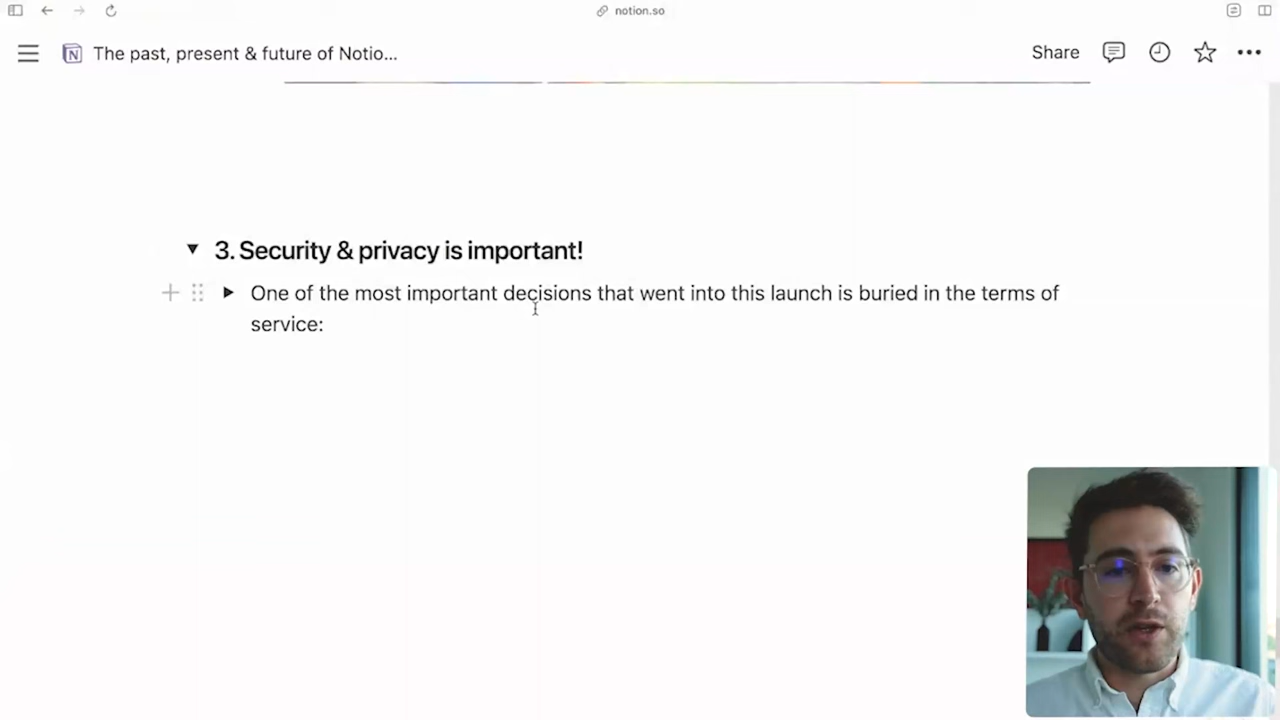 notion.so
The past, present & future of Notio...
Share
3. Security & privacy is important!
One of the most important decisions that went into this launch is buried in the terms of
service: